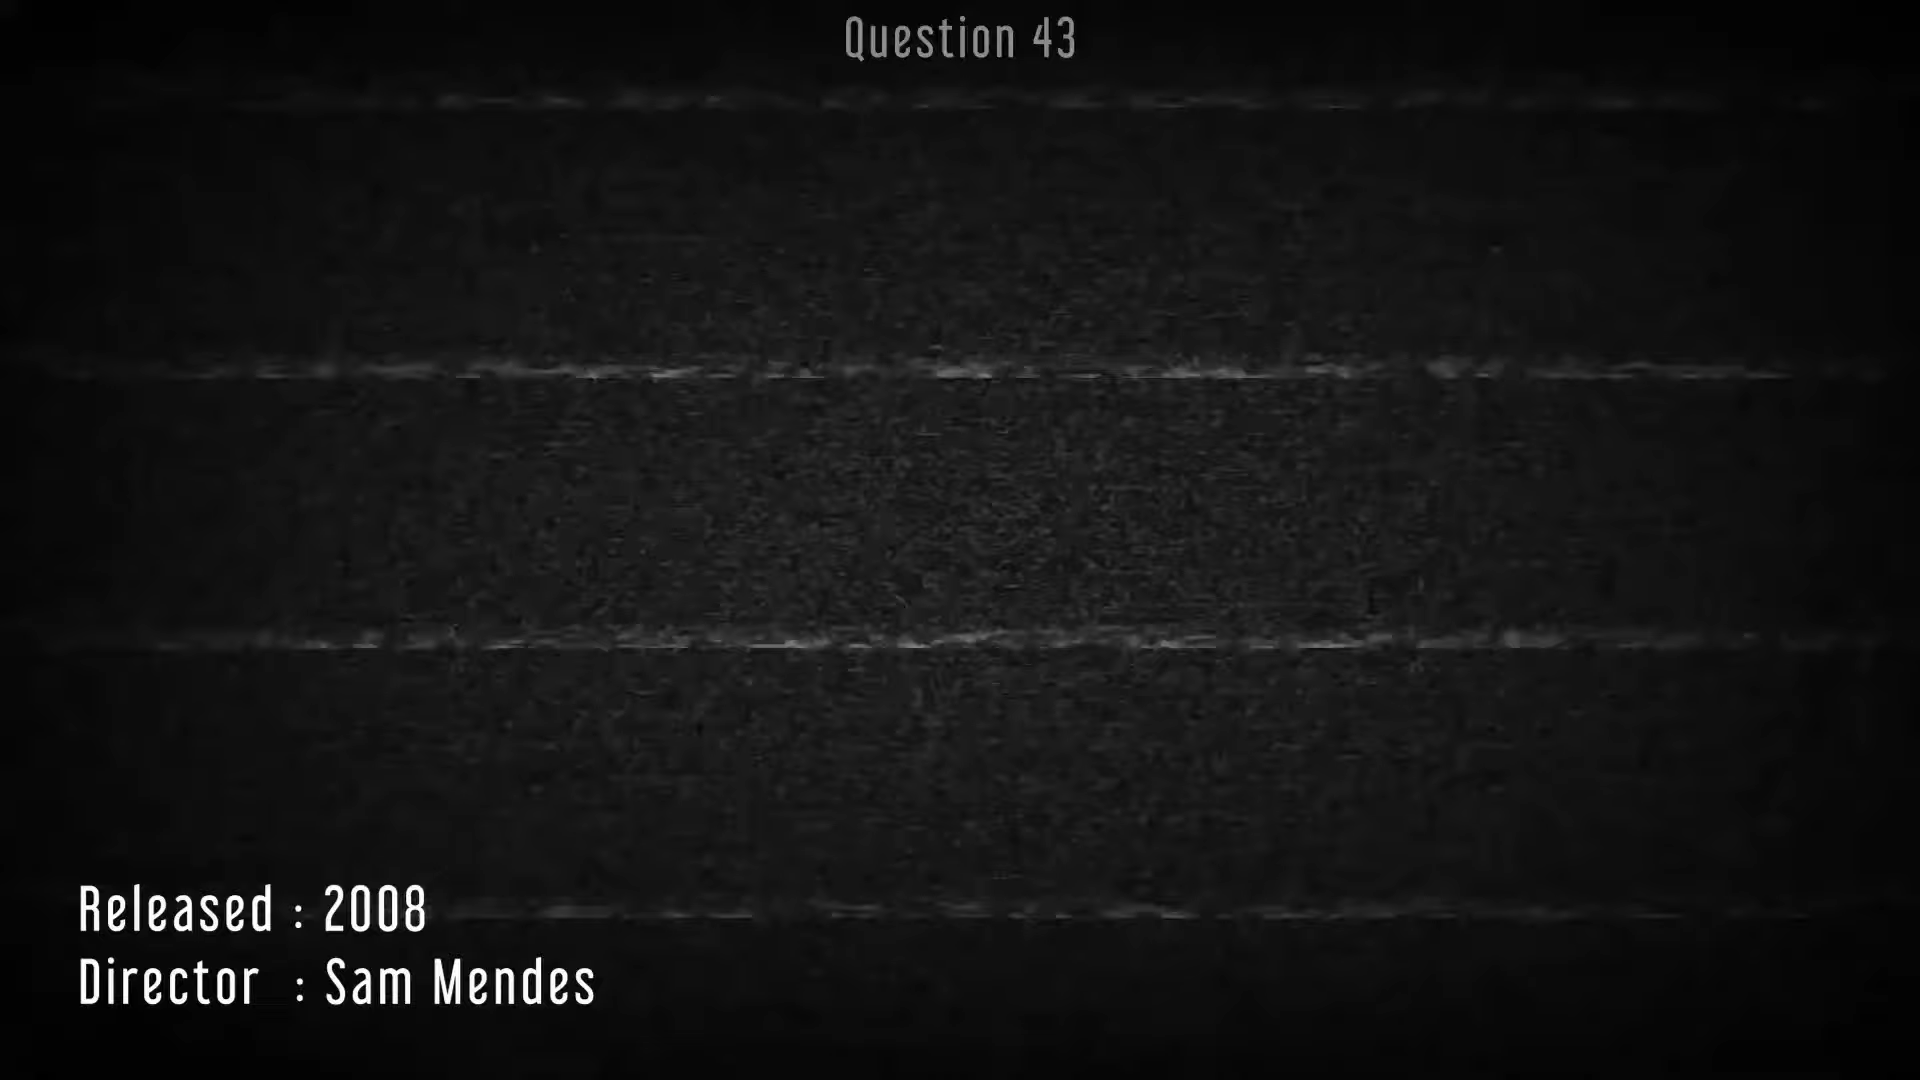 Question 43
Released : 2008
Director : Sam Mendes